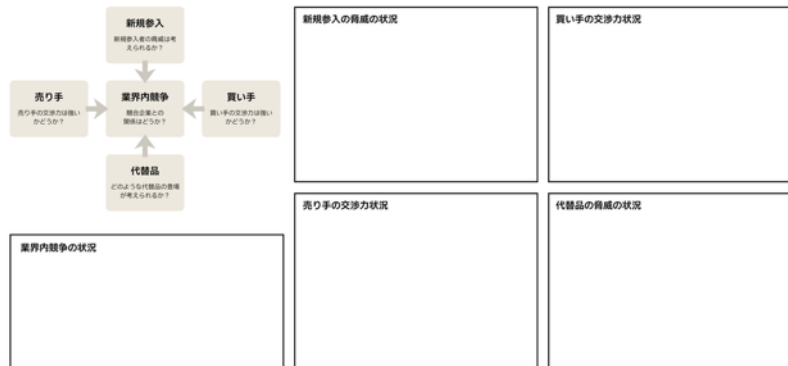 新規参入
新規参入者の脅威は考
えられるか？
売り手
売り手の交渉力は強い
かどうか？
業界内競争
競合企業との
関係はどうか？
買い手
買い手の交渉力は強い
かどうか？
代替品
どのような代替品の登場
が考えられるか？
業界内競争の状況
新規参入の脅威の状況
買い手の交渉力状況
売り手の交渉力状況
代替品の脅威の状況